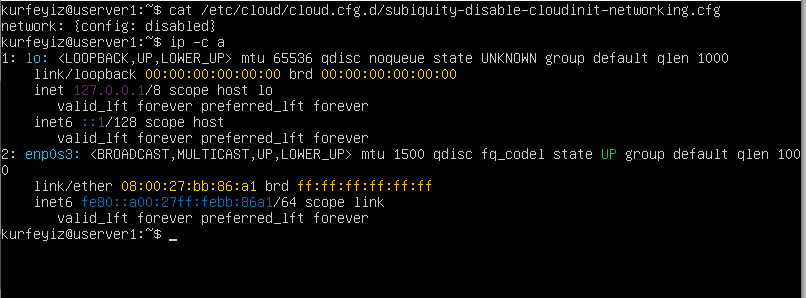 kurfeyiz@userver1:~$ cat /etc/cloud/cloud.cfg.d/subiquity-disable-cloudinit-networking.cfg
network: {config: disabled}
kurfeyiz@userver1:~$ ip -c a
1: lo: <LOOPBACK,UP,LOWER_UP> mtu 65536 qdisc noqueue state UNKNOWN group default qlen 1000
    link/loopback 00:00:00:00:00:00 brd 00:00:00:00:00:00
    inet 127.0.0.1/8 scope host lo
       valid_lft forever preferred_lft forever
    inet6 ::1/128 scope host
       valid_lft forever preferred_lft forever
2: enp0s3: <BROADCAST,MULTICAST,UP,LOWER_UP> mtu 1500 qdisc fq_codel state UP group default qlen 100
0
    link/ether 08:00:27:bb:86:a1 brd ff:ff:ff:ff:ff:ff
    inet6 fe80::a00:27ff:febb:86a1/64 scope link
       valid_lft forever preferred_lft forever
kurfeyiz@userver1:~$ _